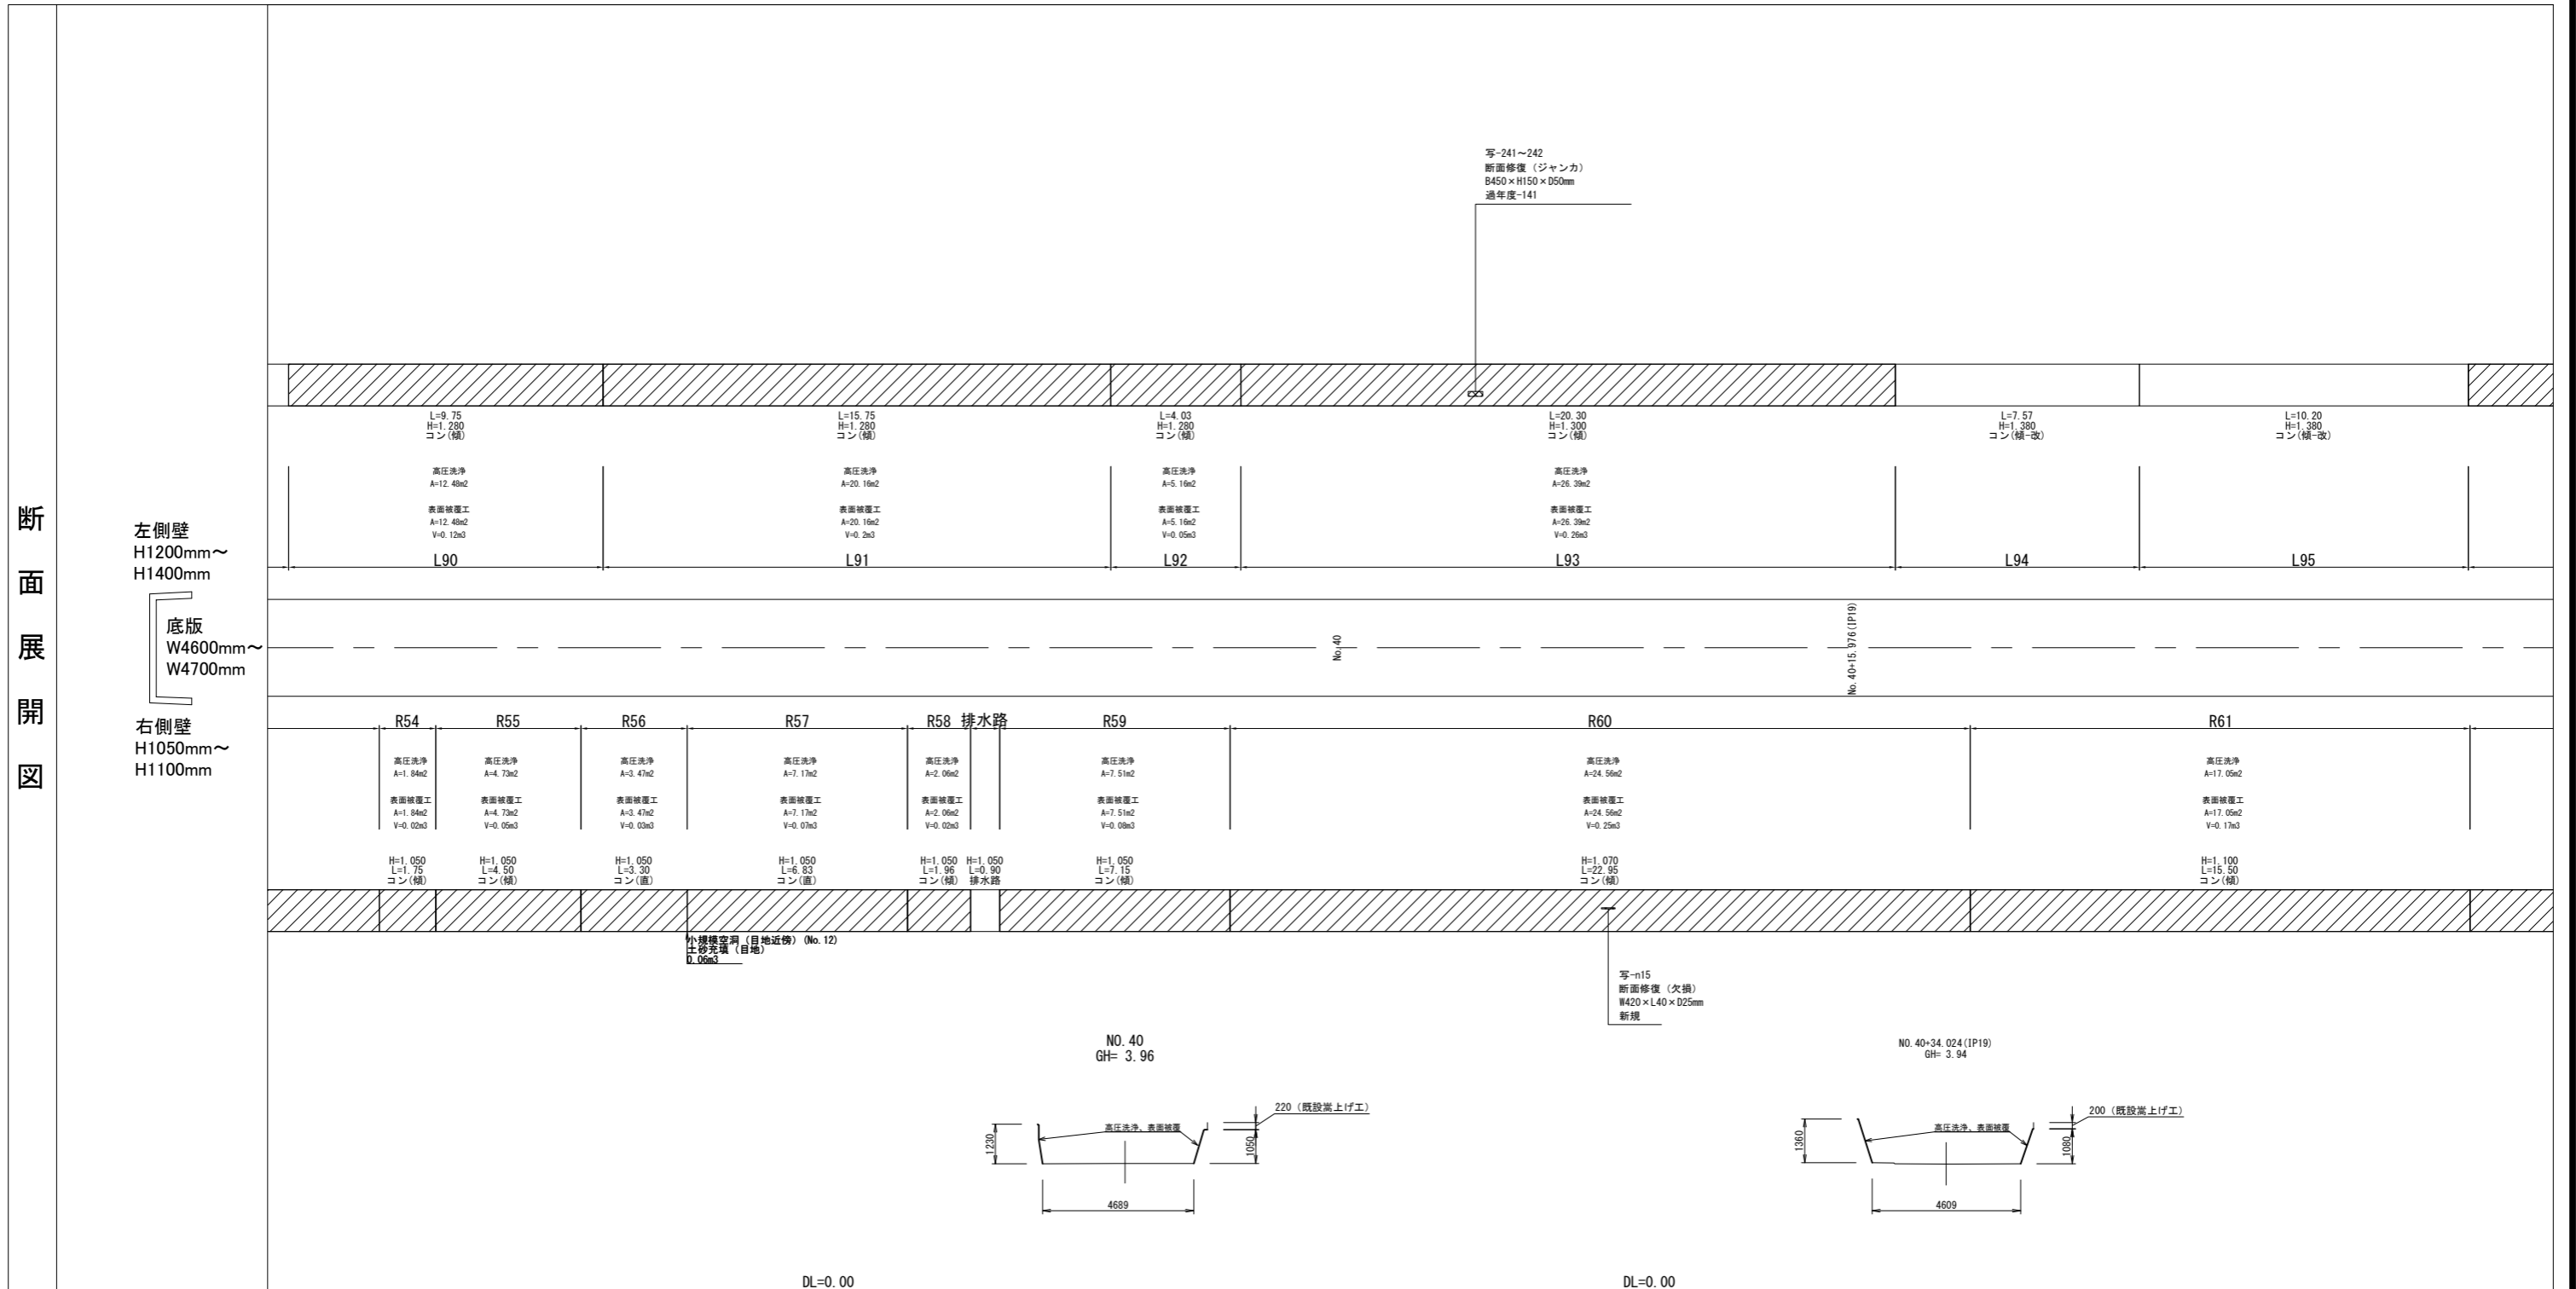 断面展開図
写-241～242
断面修復（ジャンカ）
B450×H150×D50mm
過年度-141
L=9.75
H=1.280
コン(傾)
L=15.75
H=1.280
コン(傾)
L=4.03
H=1.280
コン(傾)
L=20.30
H=1.300
コン(傾)
L=7.57
H=1.380
コン(傾-改)
L=10.20
H=1.380
コン(傾-改)
高圧洗浄
A=12.48m2
表面被覆工
A=12.48m2
V=0.12m3
高圧洗浄
A=20.16m2
表面被覆工
A=20.16m2
V=0.2m3
高圧洗浄
A=5.16m2
表面被覆工
A=5.16m2
V=0.05m3
高圧洗浄
A=26.39m2
表面被覆工
A=26.39m2
V=0.26m3
L90
L91
L92
L93
L94
L95
左側壁
H1200mm～
H1400mm
底版
W4600mm～
W4700mm
右側壁
H1050mm～
H1100mm
No.40
No.40+15.976(IP19)
R54
R55
R56
R57
R58
排水路
R59
R60
R61
高圧洗浄
A=1.84m2
表面被覆工
A=1.84m2
V=0.02m3
高圧洗浄
A=4.73m2
表面被覆工
A=4.73m2
V=0.05m3
高圧洗浄
A=3.47m2
表面被覆工
A=3.47m2
V=0.03m3
高圧洗浄
A=7.17m2
表面被覆工
A=7.17m2
V=0.07m3
高圧洗浄
A=2.06m2
表面被覆工
A=2.06m2
V=0.02m3
高圧洗浄
A=7.51m2
表面被覆工
A=7.51m2
V=0.08m3
高圧洗浄
A=24.56m2
表面被覆工
A=24.56m2
V=0.25m3
高圧洗浄
A=17.05m2
表面被覆工
A=17.05m2
V=0.17m3
H=1.050
L=1.75
コン(傾)
H=1.050
L=4.50
コン(傾)
H=1.050
L=3.30
コン(直)
H=1.050
L=6.83
コン(直)
H=1.050
L=1.96
コン(傾)
H=1.050
L=0.90
排水路
H=1.050
L=7.15
コン(傾)
H=1.070
L=22.95
コン(傾)
H=1.100
L=15.50
コン(傾)
小規模空洞（目地近傍）(No.12)
土砂充填（目地）
0.06m3
写-n15
断面修復（欠損）
W420×L40×D25mm
新規
NO.40
GH= 3.96
1230
高圧洗浄、表面被覆
220（既設嵩上げ工）
1050
4689
DL=0.00
NO.40+34.024(IP19)
GH= 3.94
1360
高圧洗浄、表面被覆
200（既設嵩上げ工）
1080
4609
DL=0.00